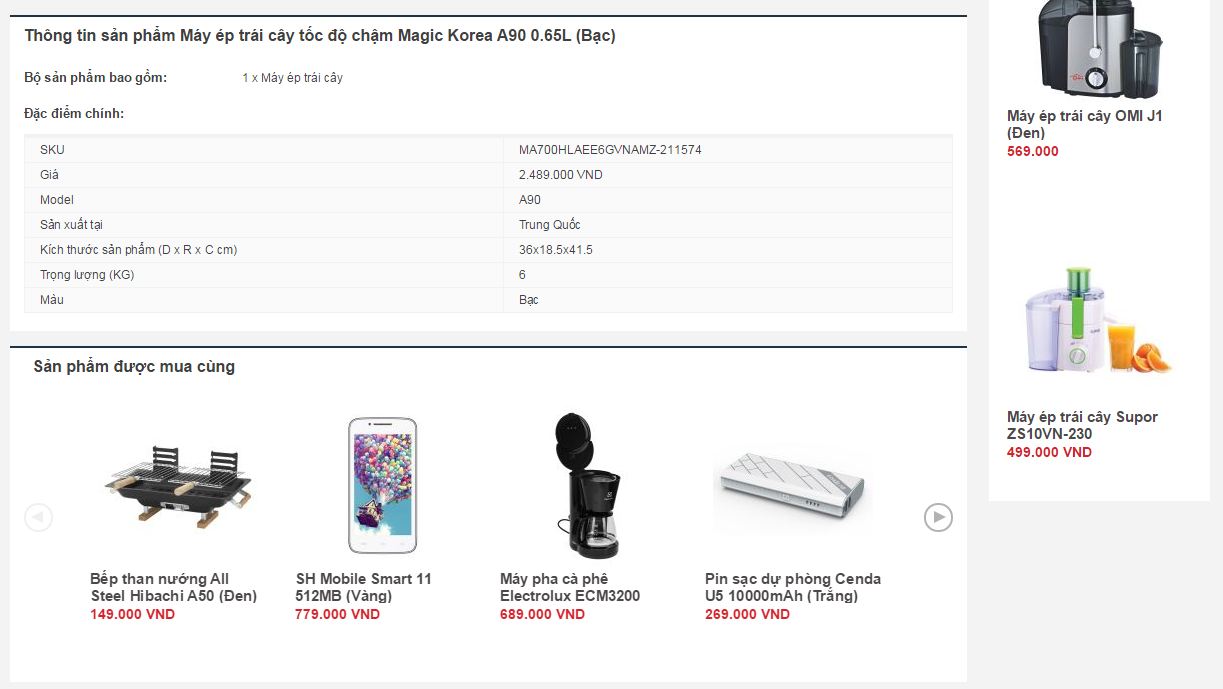 Thông tin sản phẩm Máy ép trái cây tốc độ chậm Magic Korea A90 0.65L (Bạc)
Bộ sản phẩm bao gồm: 1 x Máy ép trái cây
Đặc điểm chính:
SKU MA700HLAEE6GVNAMZ-211574
Giá 2.489.000 VND
Model A90
Sản xuất tại Trung Quốc
Kích thước sản phẩm (D x R x C cm) 36x18.5x41.5
Trọng lượng (KG) 6
Màu Bạc
Sản phẩm được mua cùng
Bếp than nướng All
Steel Hibachi A50 (Đen)
149.000 VND
SH Mobile Smart 11
512MB (Vàng)
779.000 VND
Máy pha cà phê
Electrolux ECM3200
689.000 VND
Pin sạc dự phòng Cenda
U5 10000mAh (Trắng)
269.000 VND
Máy ép trái cây OMI J1
(Đen)
569.000
Máy ép trái cây Supor
ZS10VN-230
499.000 VND